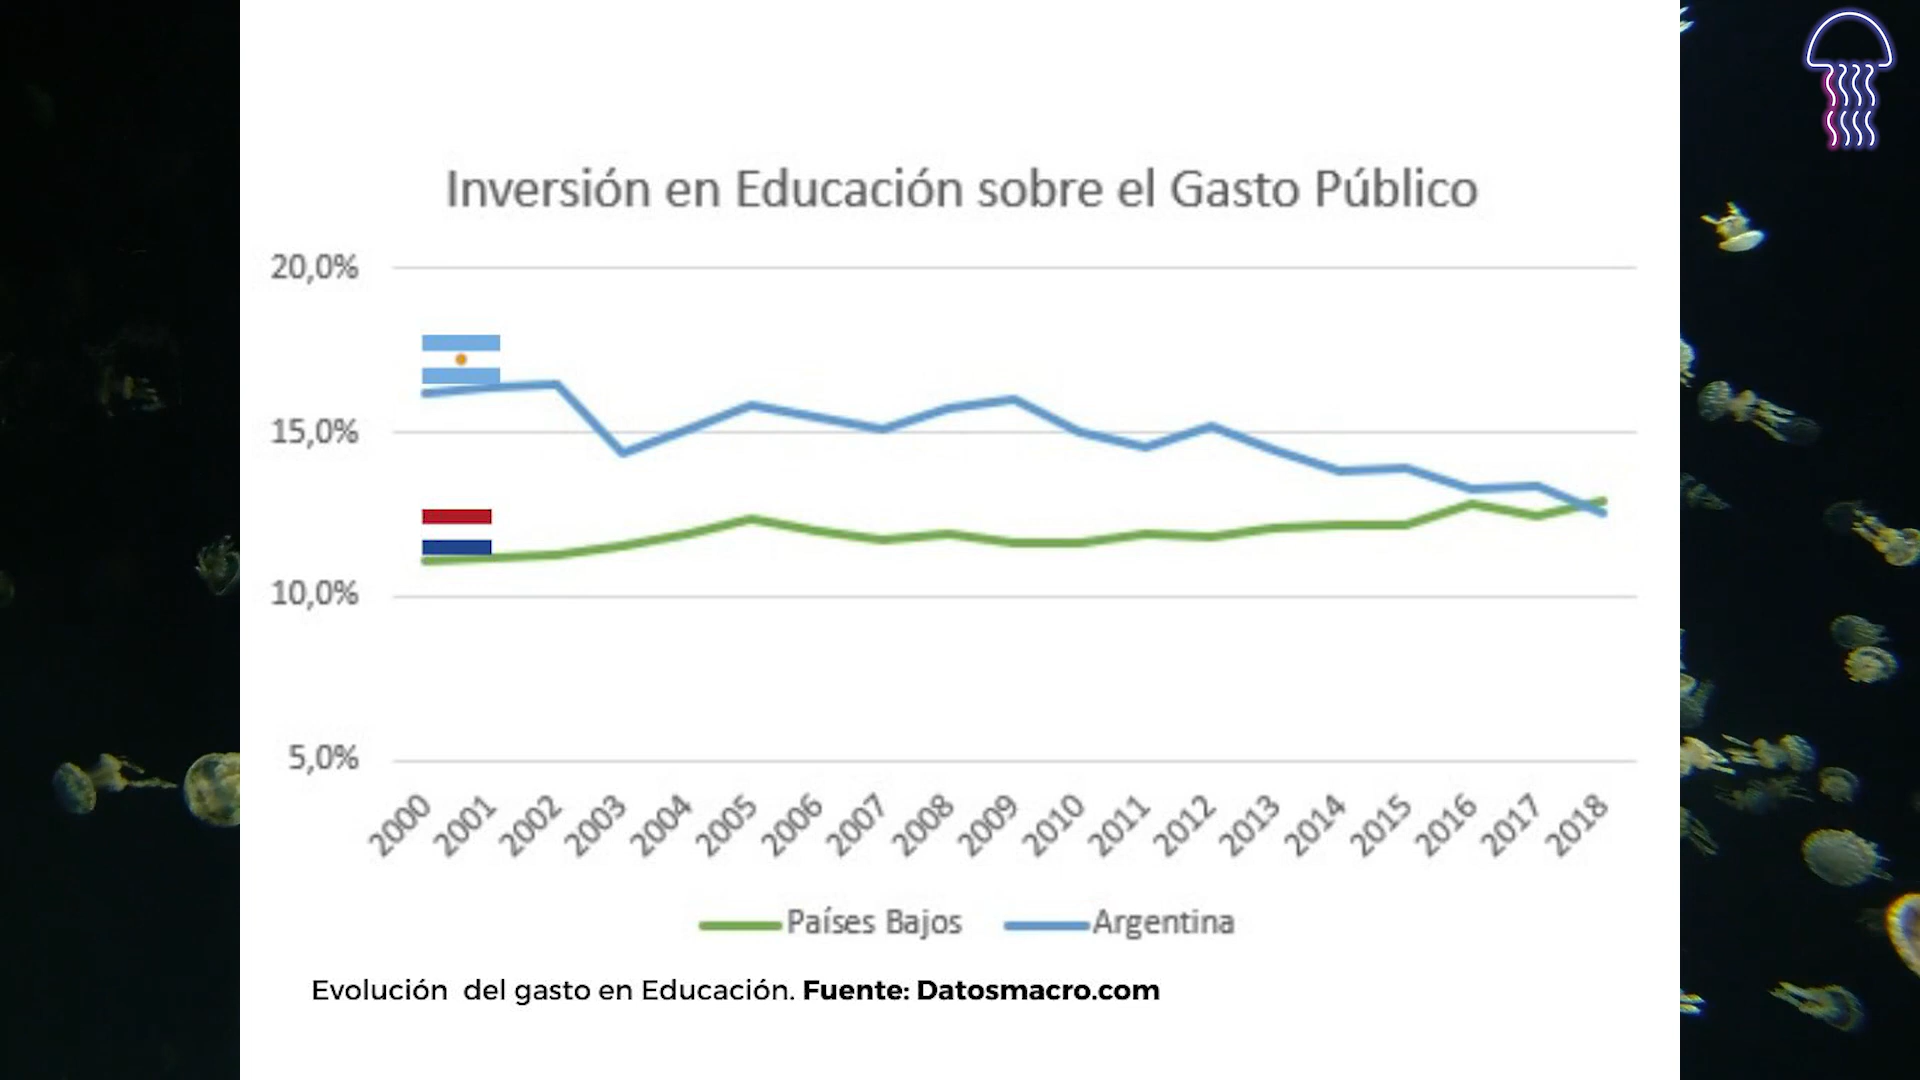 Inversión en Educación sobre el Gasto Público
20,0%
15,0%
10,0%
5,0%
2000 2001 2002 2003 2004 2005 2006 2007 2008 2009 2010 2011 2012 2013 2014 2015 2016 2017 2018
Países Bajos Argentina
Evolución del gasto en Educación. Fuente: Datosmacro.com